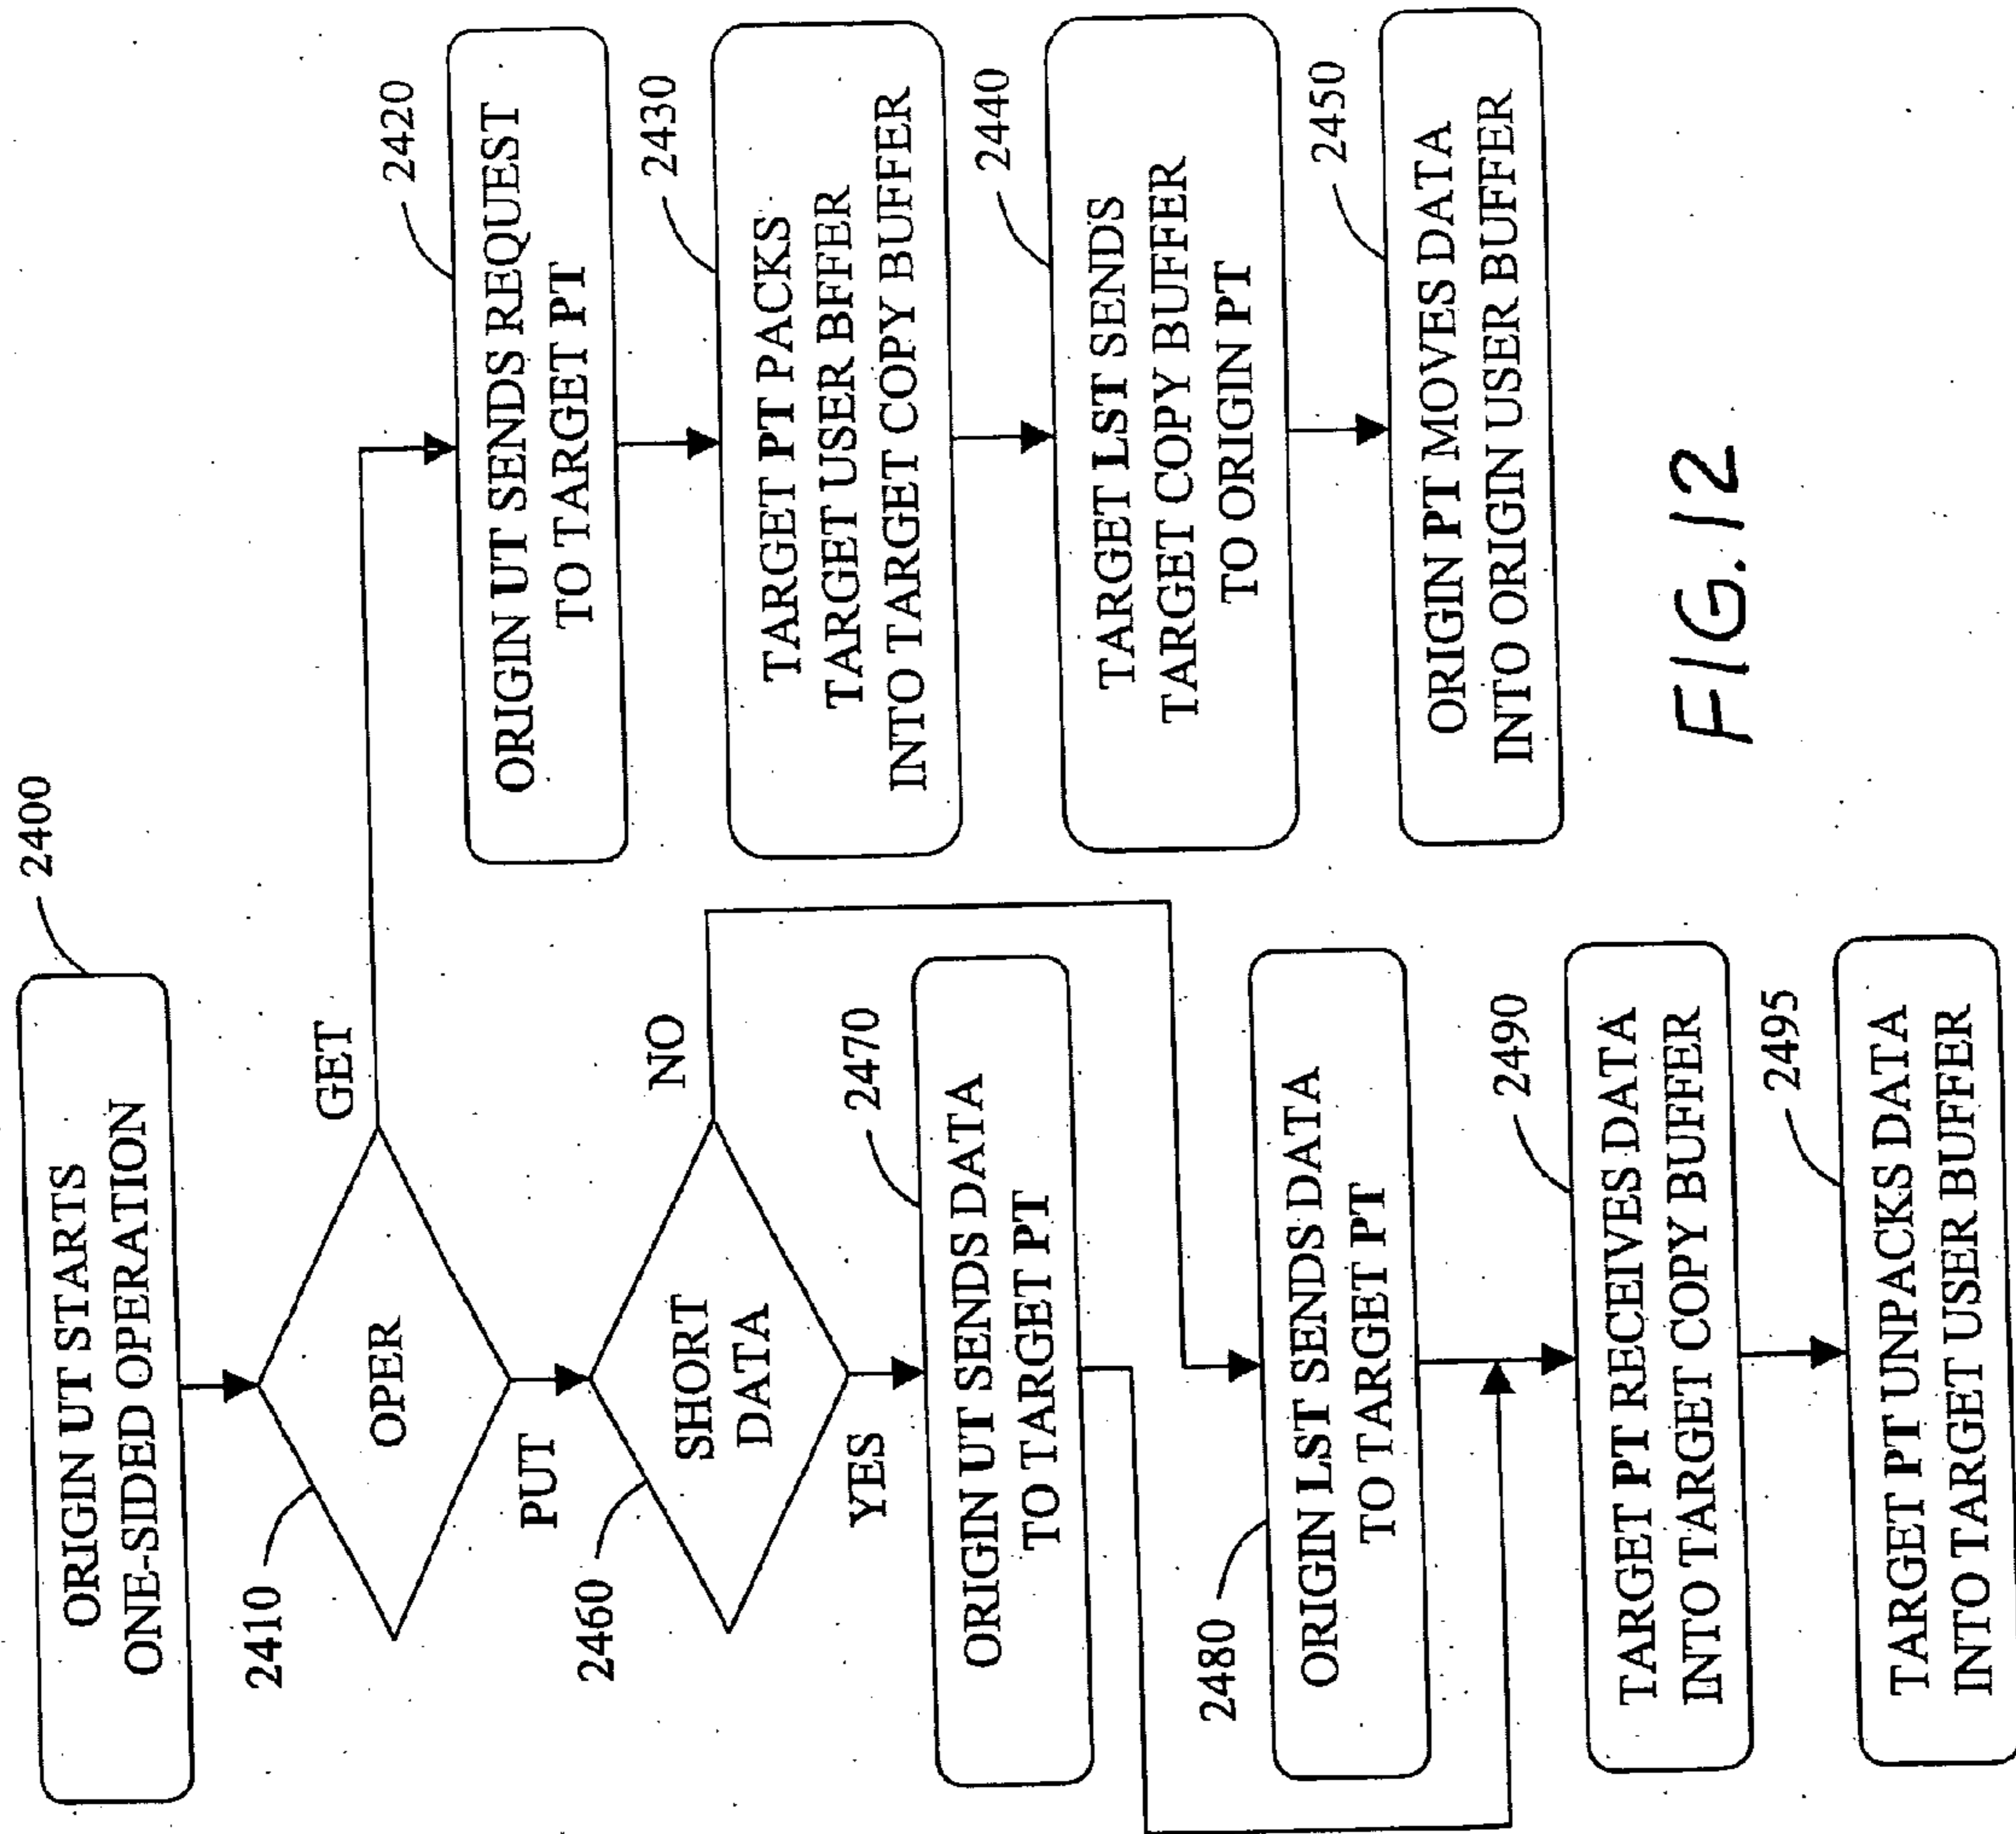 ORIGIN UT STARTS
ONE-SIDED OPERATION
2400
2410
OPER
GET
PUT
2420
ORIGIN UT SENDS REQUEST
TO TARGET PT
2430
TARGET PT PACKS
TARGET USER BFFER
INTO TARGET COPY BUFFER
2440
TARGET LST SENDS
TARGET COPY BUFFER
TO ORIGIN PT
2450
ORIGIN PT MOVES DATA
INTO ORIGIN USER BUFFER
2460
SHORT
DATA
NO
YES
2470
ORIGIN UT SENDS DATA
TO TARGET PT
2480
ORIGIN LST SENDS DATA
TO TARGET PT
2490
TARGET PT RECEIVES DATA
INTO TARGET COPY BUFFER
2495
TARGET PT UNPACKS DATA
INTO TARGET USER BUFFER
FIG. 12